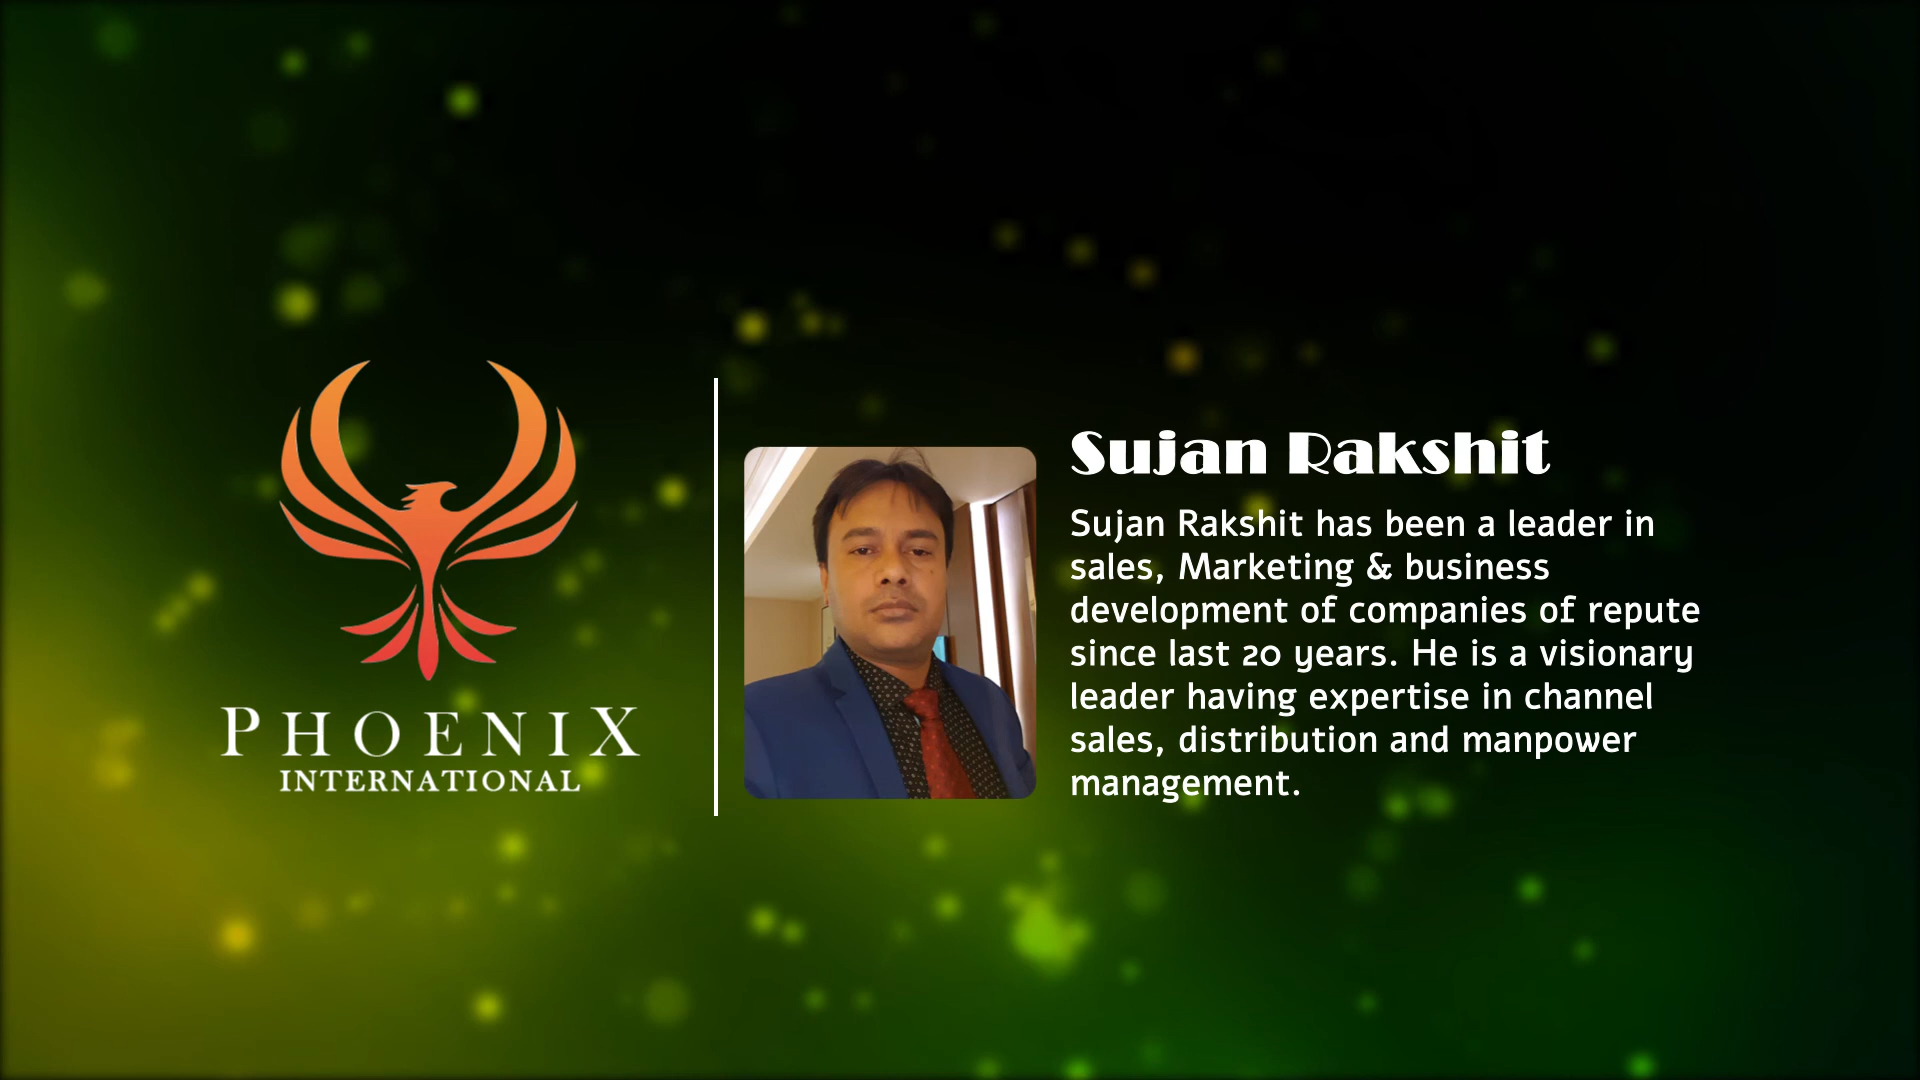 PHOENIX
INTERNATIONAL
Sujan Rakshit
Sujan Rakshit has been a leader in
sales, Marketing & business
development of companies of repute
since last 20 years. He is a visionary
leader having expertise in channel
sales, distribution and manpower
management.